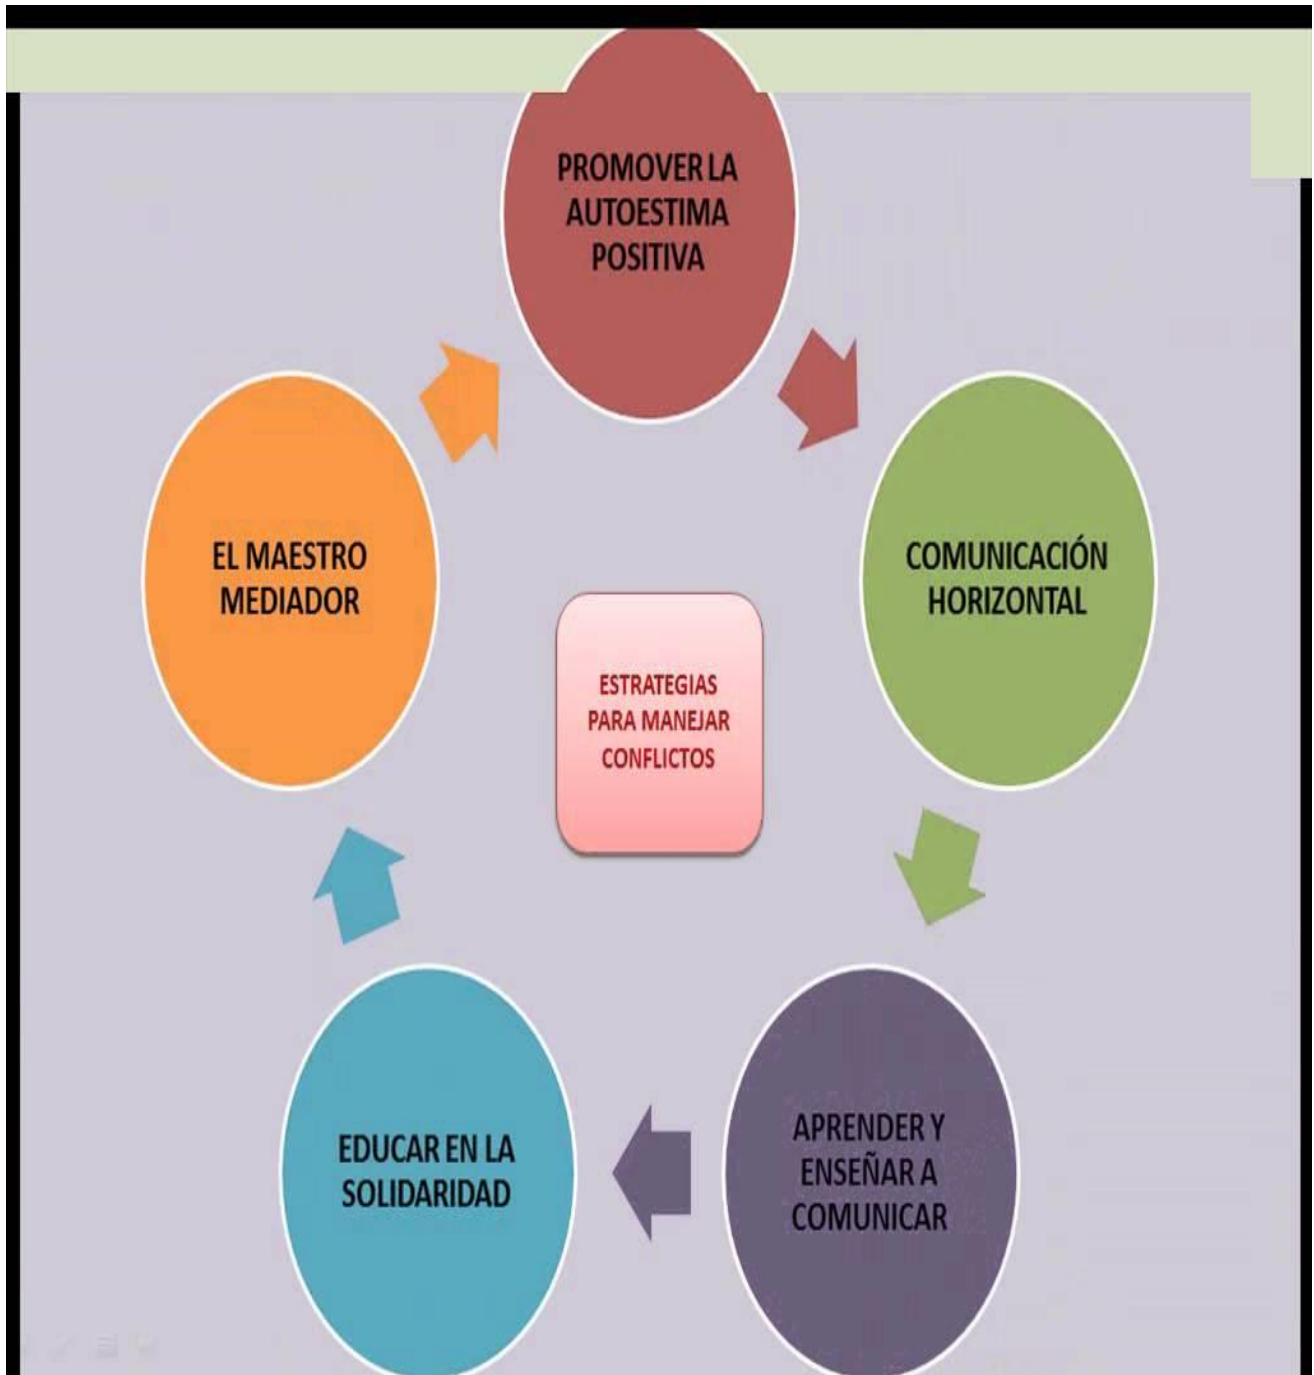 PROMOVER LA
AUTOESTIMA
POSITIVA
EL MAESTRO
MEDIADOR
COMUNICACIÓN
HORIZONTAL
ESTRATEGIAS
PARA MANEJAR
CONFLICTOS
EDUCAR EN LA
SOLIDARIDAD
APRENDER Y
ENSEÑAR A
COMUNICAR